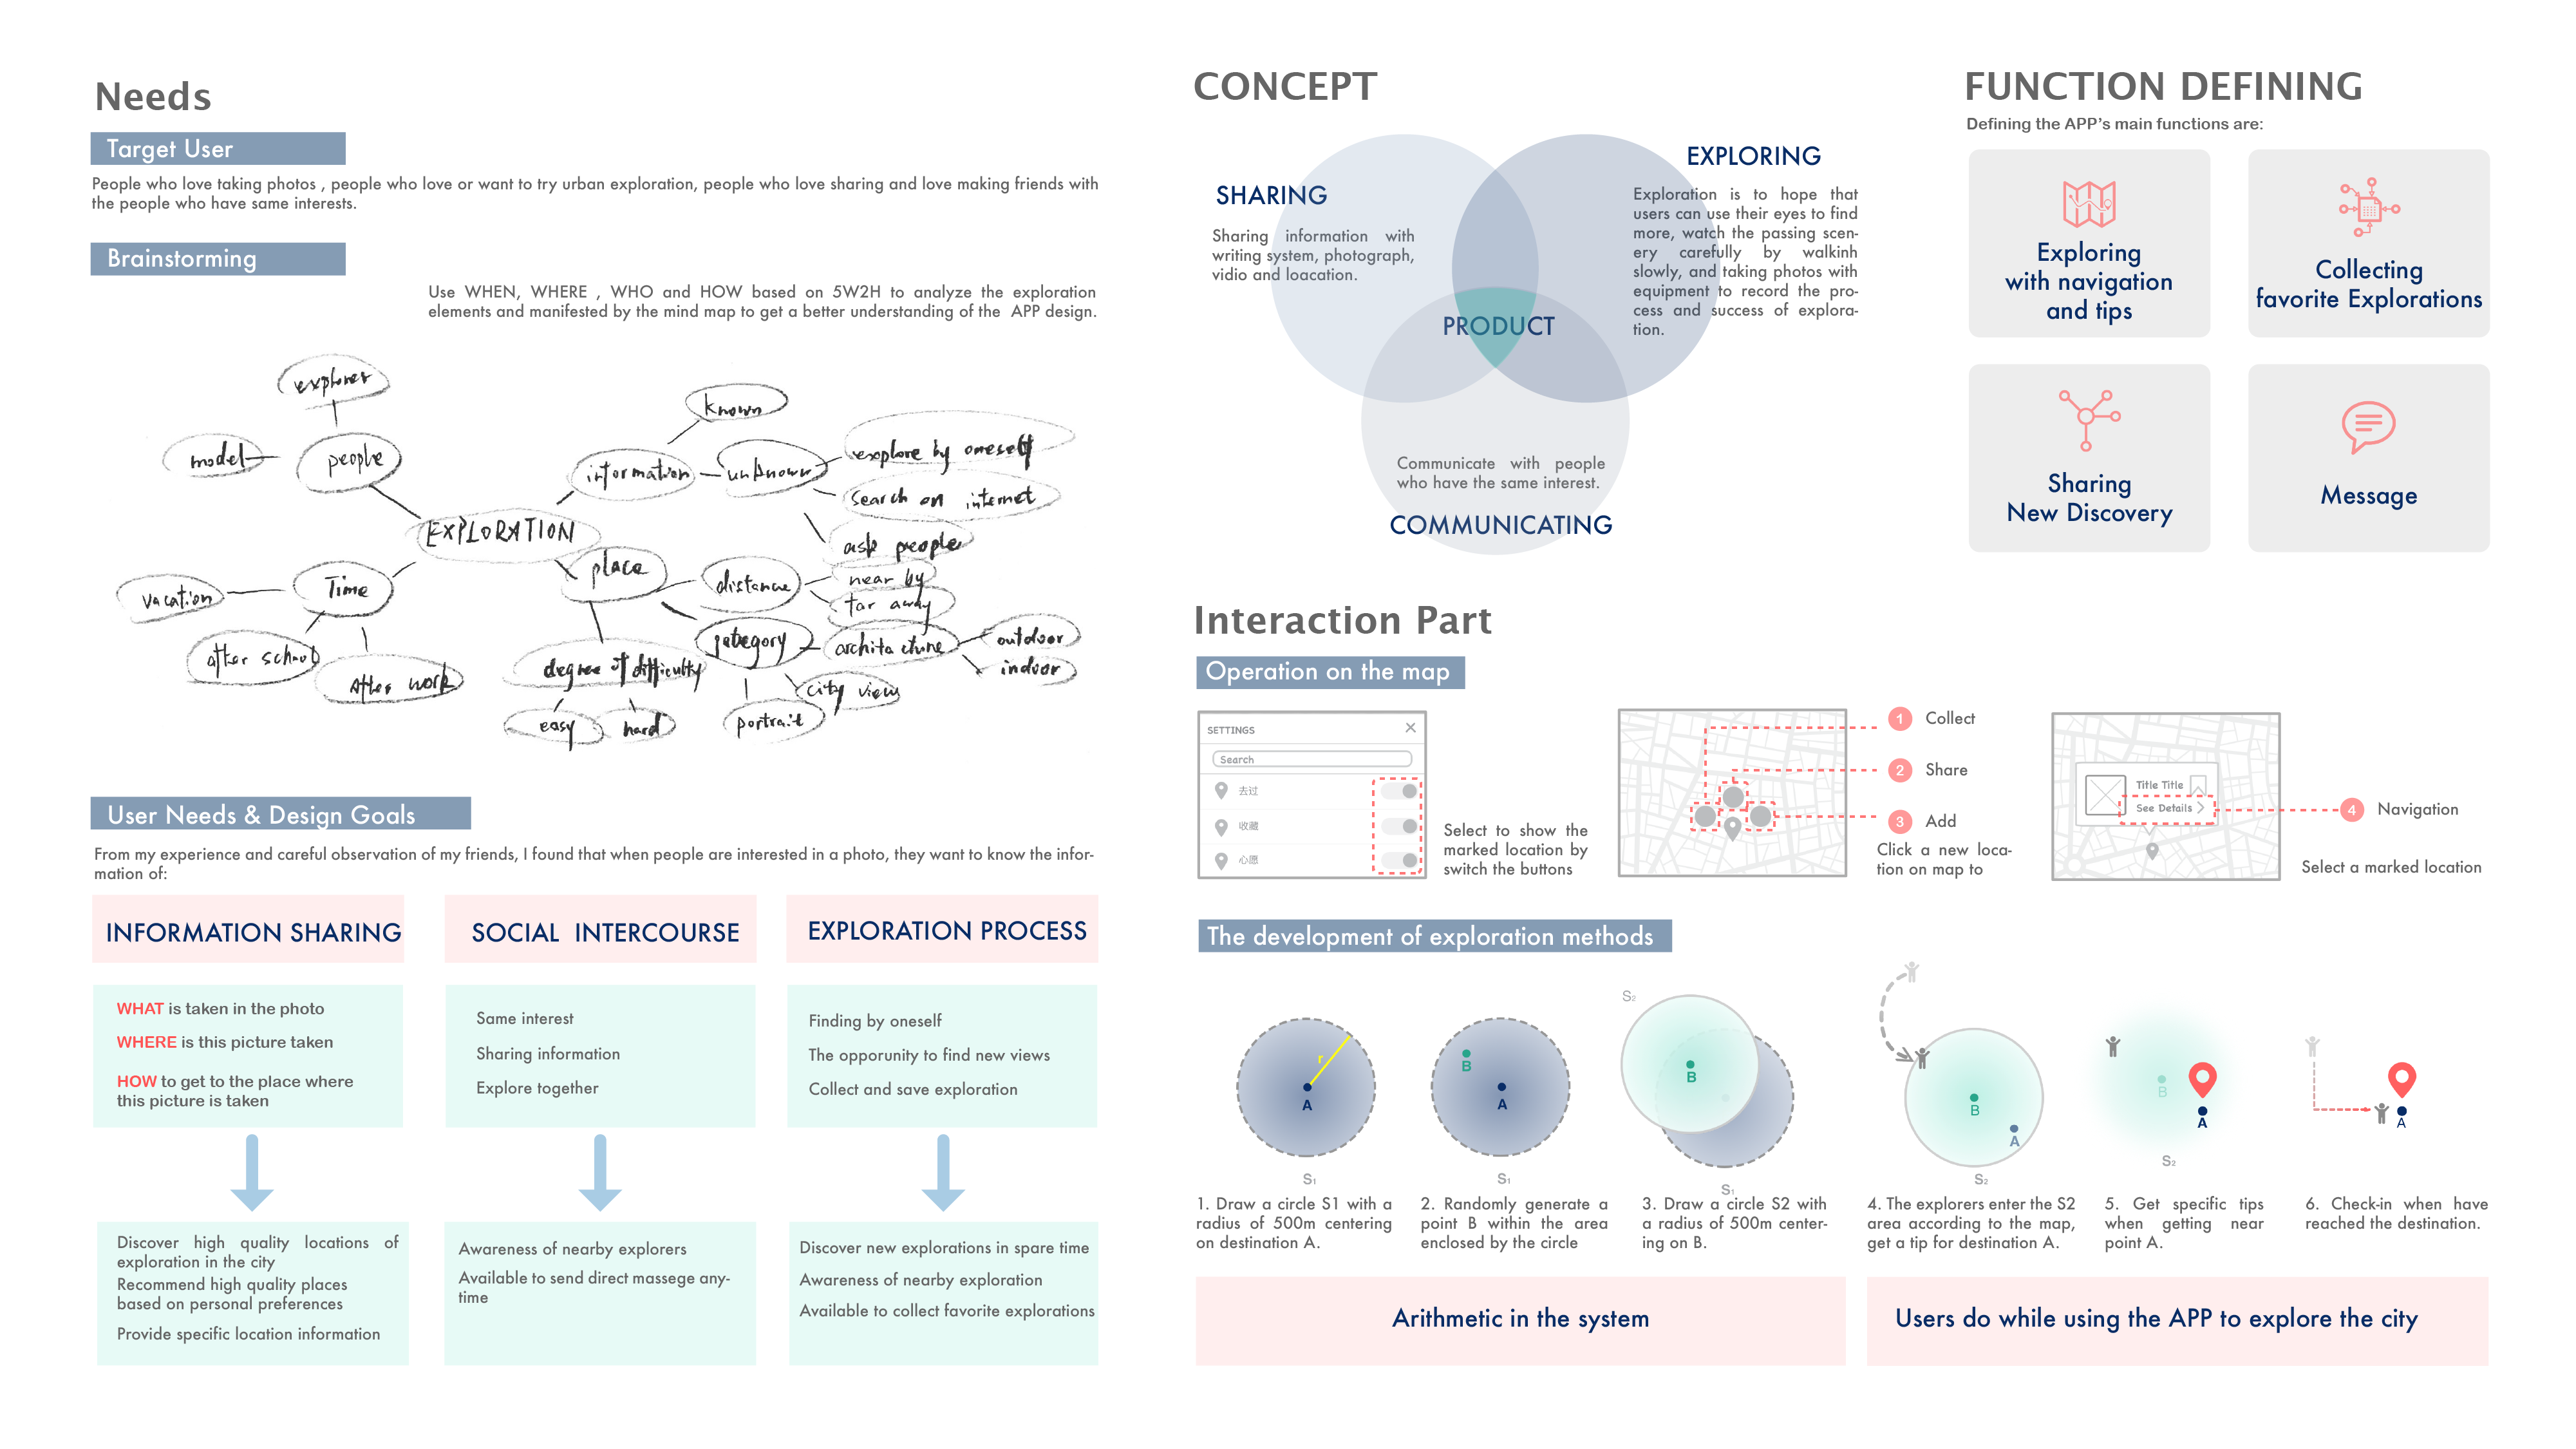 Needs
Target User
People who love taking photos , people who love or want to try urban exploration, people who love sharing and love making friends with
the people who have same interests.
Brainstorming
Use WHEN, WHERE , WHO and HOW based on 5W2H to analyze the exploration
elements and manifested by the mind map to get a better understanding of the APP design.
explorer
model
people
EXPLORATION
information
known
unknown
explore by oneself
search on internet
ask people
Time
vacation
after school
After work
place
distance
near by
far away
degree of difficulty
easy
hard
category
portrait
city view
architecture
outdoor
indoor
User Needs & Design Goals
From my experience and careful observation of my friends, I found that when people are interested in a photo, they want to know the infor-
mation of:
INFORMATION SHARING
WHAT is taken in the photo
WHERE is this picture taken
HOW to get to the place where
this picture is taken
Discover high quality locations of
exploration in the city
Recommend high quality places
based on personal preferences
Provide specific location information
SOCIAL INTERCOURSE
Same interest
Sharing information
Explore together
Awareness of nearby explorers
Available to send direct massege any-
time
EXPLORATION PROCESS
Finding by oneself
The opporunity to find new views
Collect and save exploration
Discover new explorations in spare time
Awareness of nearby exploration
Available to collect favorite explorations
CONCEPT
SHARING
Sharing information with
writing system, photograph,
vidio and loacation.
EXPLORING
Exploration is to hope that
users can use their eyes to find
more, watch the passing scen-
ery carefully by walkinh
slowly, and taking photos with
equipment to record the pro-
cess and success of explora-
tion.
PRODUCT
Communicate with people
who have the same interest.
COMMUNICATING
FUNCTION DEFINING
Defining the APP's main functions are:
Exploring
with navigation
and tips
Collecting
favorite Explorations
Sharing
New Discovery
Message
Interaction Part
Operation on the map
SETTINGS
Search
去过
收藏
心愿
Select to show the
marked location by
switch the buttons
1 Collect
2 Share
3 Add
Click a new loca-
tion on map to
Title Title
See Details
4 Navigation
Select a marked location
The development of exploration methods
r
A
S1
1. Draw a circle S1 with a
radius of 500m centering
on destination A.
B
A
S1
2. Randomly generate a
point B within the area
enclosed by the circle
S2
B
S1
3. Draw a circle S2 with
a radius of 500m center-
ing on B.
B
A
S2
4. The explorers enter the S2
area according to the map,
get a tip for destination A.
B
A
S2
5. Get specific tips
when getting near
point A.
A
6. Check-in when have
reached the destination.
Arithmetic in the system
Users do while using the APP to explore the city